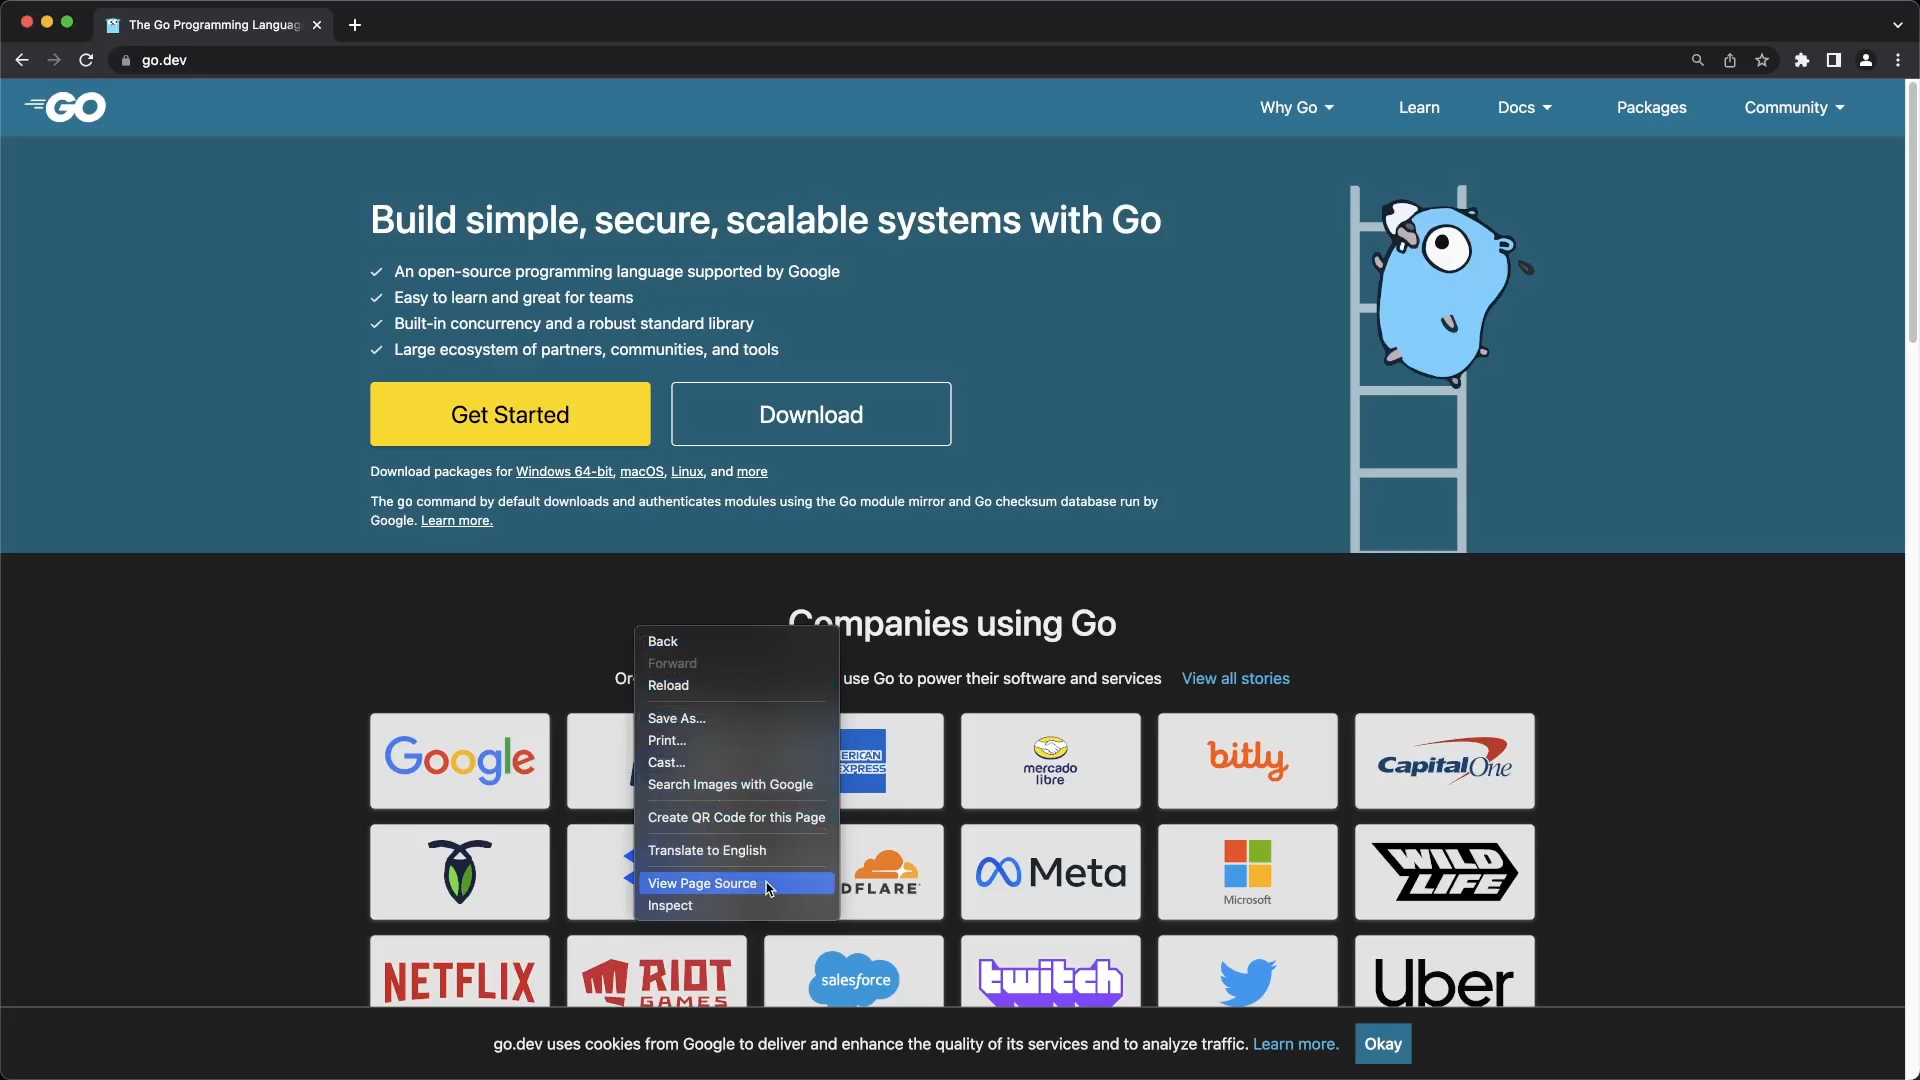 The Go Programming Languag
go.dev
GO
Why Go
Learn
Docs
Packages
Community
Build simple, secure, scalable systems with Go
An open-source programming language supported by Google
Easy to learn and great for teams
Built-in concurrency and a robust standard library
Large ecosystem of partners, communities, and tools
Get Started
Download
Download packages for Windows 64-bit, macOS, Linux, and more
The go command by default downloads and authenticates modules using the Go module mirror and Go checksum database run by
Google. Learn more.
Companies using Go
Or
use Go to power their software and services
View all stories
Back
Forward
Reload
Save As...
Print...
Cast...
Search Images with Google
Create QR Code for this Page
Translate to English
View Page Source
Inspect
Google
ERICAN
EXPRESS
mercado
libre
bitly
Capital One
DFLARE
Meta
Microsoft
WILD
LIFE
NETFLIX
RIOT
GAMES
salesforce
twitch
Uber
go.dev uses cookies from Google to deliver and enhance the quality of its services and to analyze traffic. Learn more.
Okay